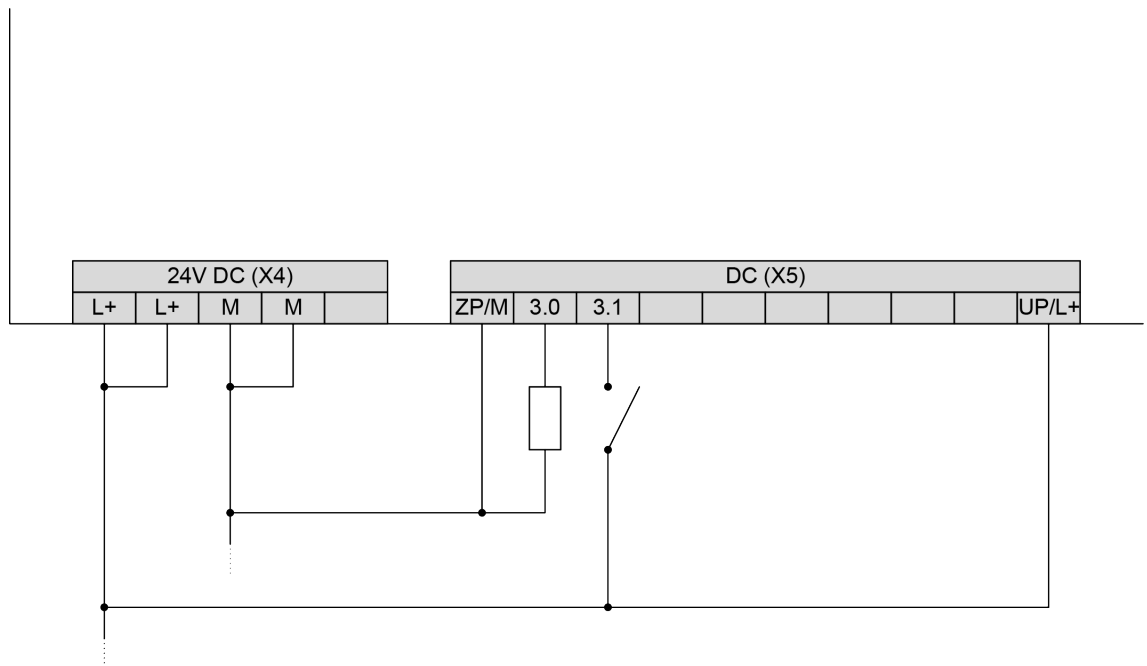 24V DC (X4) DC (X5)
L+ L+ M M ZP/M 3.0 3.1 UP/L+